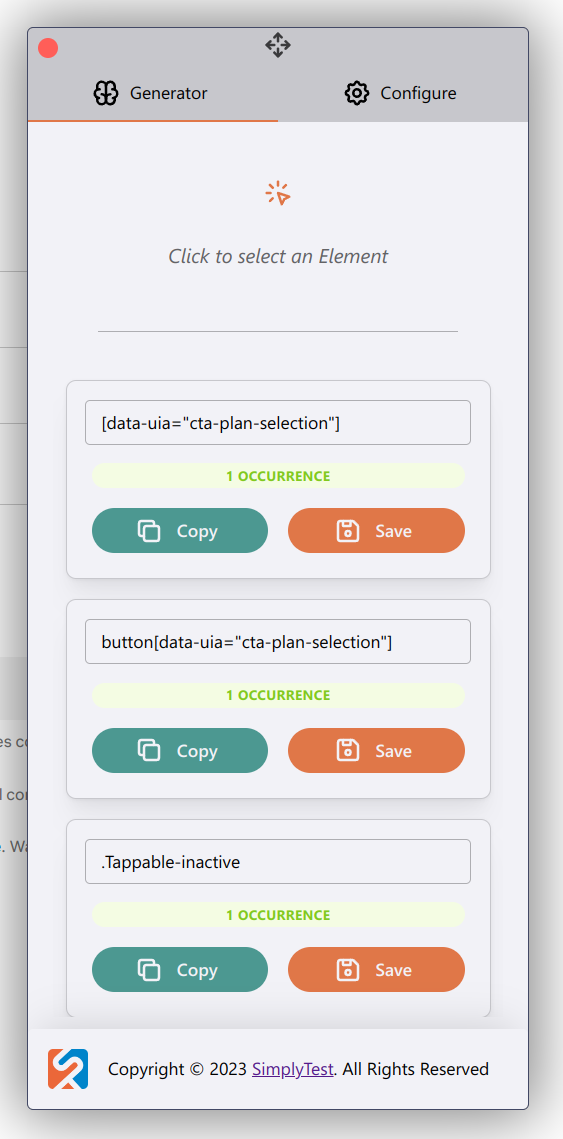 Generator
Configure
Click to select an Element
[data-uia="cta-plan-selection"]
1 OCCURRENCE
Copy
Save
button[data-uia="cta-plan-selection"]
1 OCCURRENCE
Copy
Save
.Tappable-inactive
1 OCCURRENCE
Copy
Save
Copyright © 2023 SimplyTest. All Rights Reserved